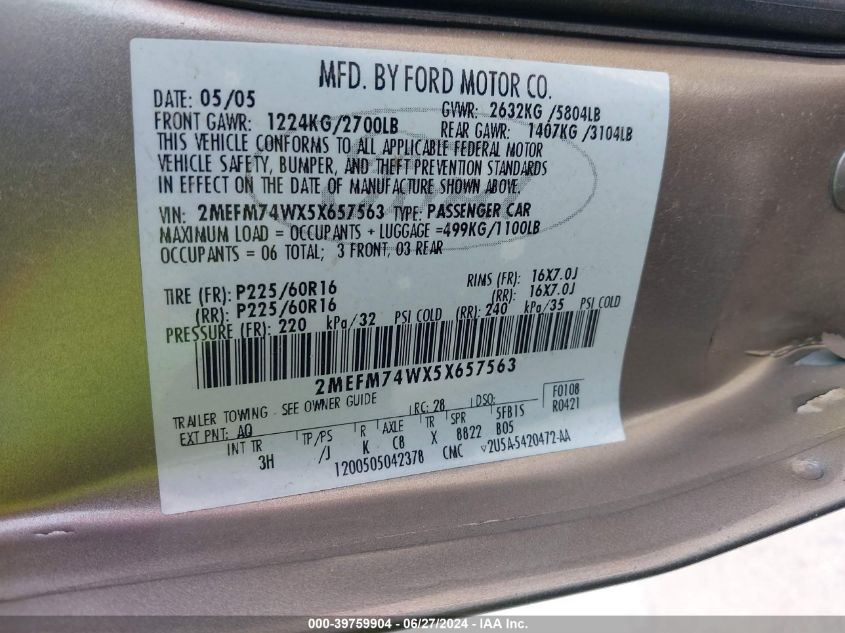 MFD. BY FORD MOTOR CO.
DATE: 05/05 GVWR: 2632KG /5804LB
FRONT GAWR: 1224KG/2700LB REAR GAWR: 1407KG /3104LB
THIS VEHICLE CONFORMS TO ALL APPLICABLE FEDERAL MOTOR
VEHICLE SAFETY, BUMPER, AND THEFT PREVENTION STANDARDS
IN EFFECT ON THE DATE OF MANUFACTURE SHOWN ABOVE.
VIN: 2MEFM74WX5X657563 TYPE: PASSENGER CAR
MAXIMUM LOAD = OCCUPANTS + LUGGAGE =499KG/1100LB
OCCUPANTS = 06 TOTAL; 3 FRONT, 03 REAR
TIRE (FR): P225/60R16 RIMS (FR): 16X7.0J
(RR): P225/60R16 (RR): 16X7.0J
PRESSURE (FR): 220 kPa/32 PSI COLD (RR): 240 kPa/35 PSI COLD
2MEFM74WX5X657563
TRAILER TOWING - SEE OWNER GUIDE RC: 28 DSO: F0108
EXT PNT: AQ 5FB1S R0421
INT TR TP/PS R AXLE TR SPR B05
3H /J K C8 X 8822
1200505042378 CMC V2U5A-5420472-AA
000-39759904 - 06/27/2024 - IAA Inc.